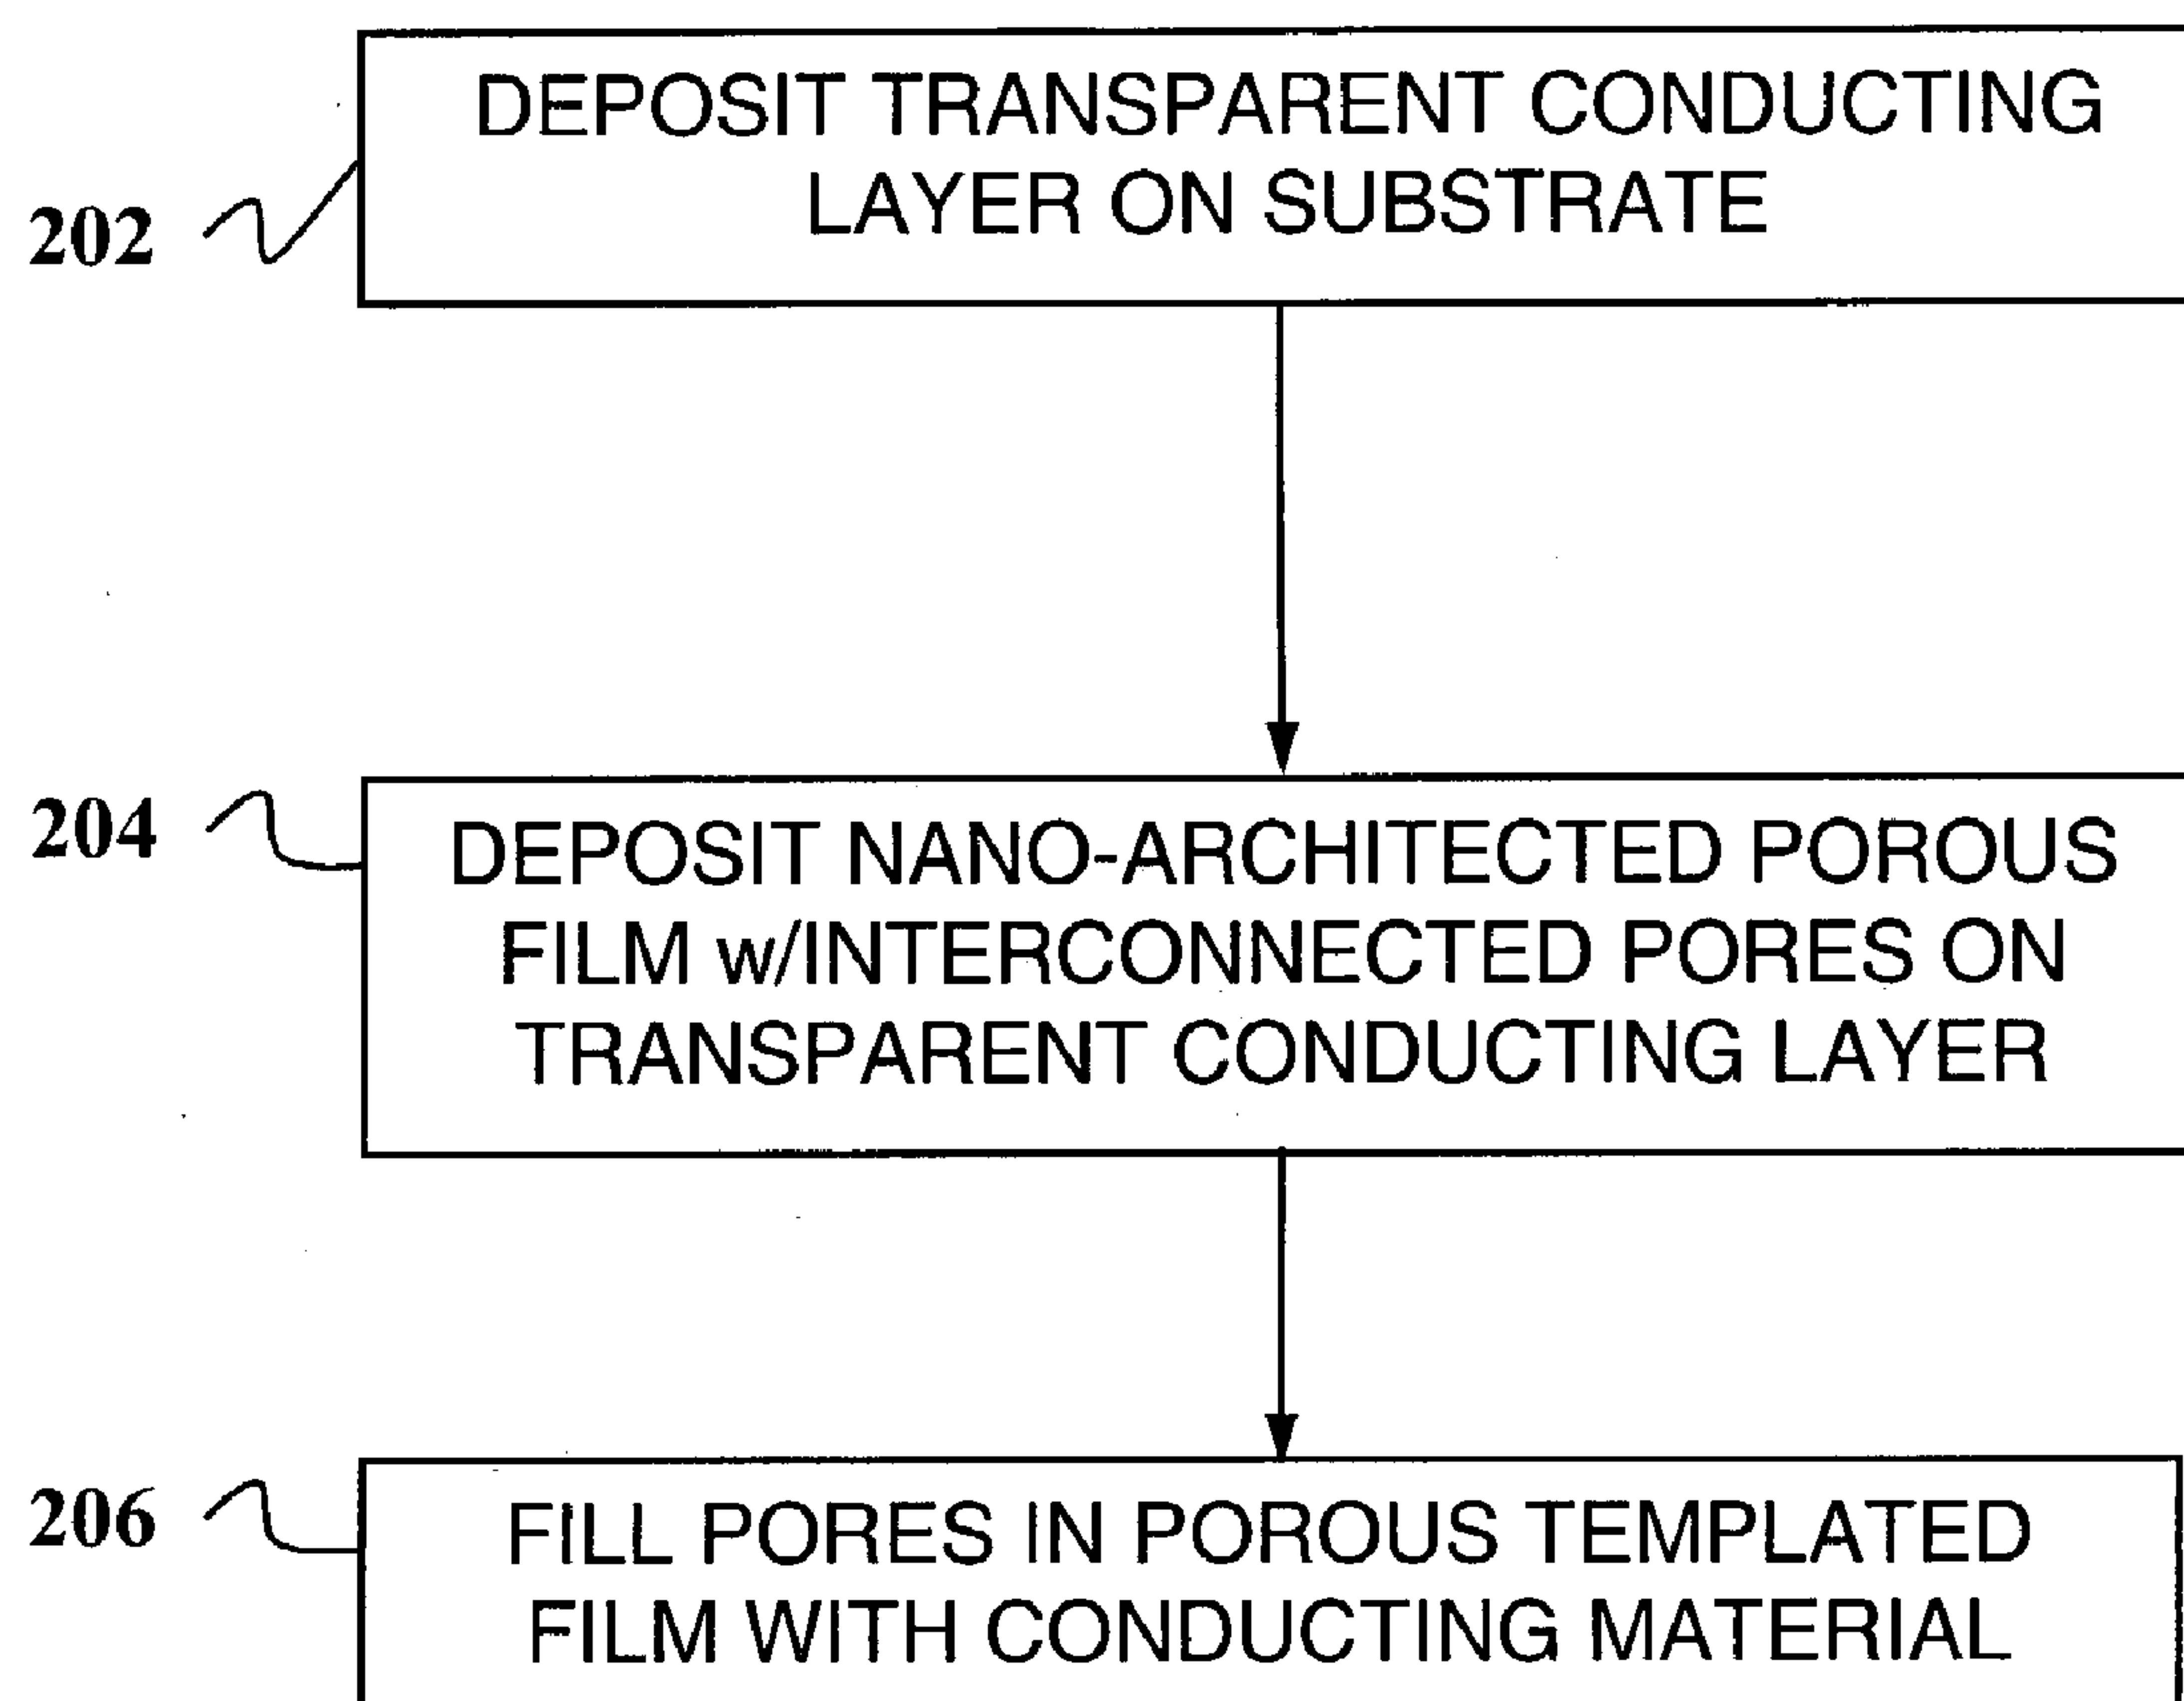 DEPOSIT TRANSPARENT CONDUCTING
LAYER ON SUBSTRATE
202
204
DEPOSIT NANO-ARCHITECTED POROUS
FILM w/INTERCONNECTED PORES ON
TRANSPARENT CONDUCTING LAYER
206
FILL PORES IN POROUS TEMPLATED
FILM WITH CONDUCTING MATERIAL